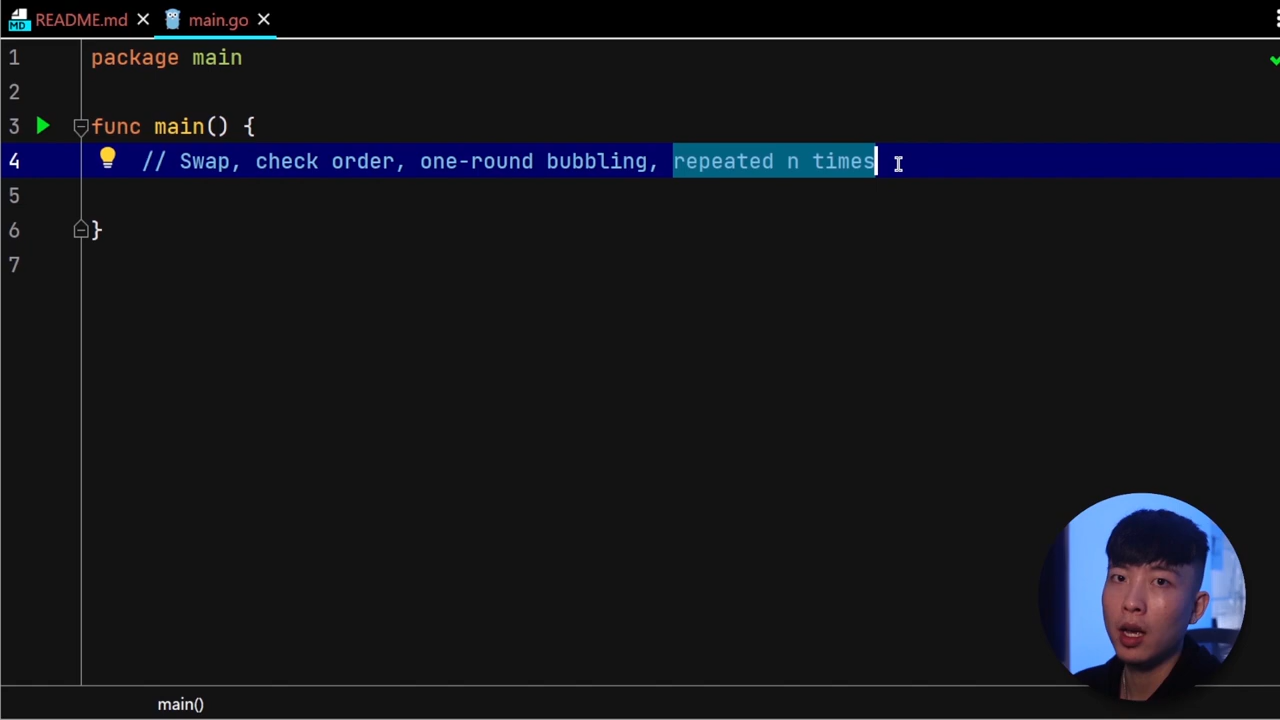 README.md main.go
1 package main
2
3 func main() {
4 // Swap, check order, one-round bubbling, repeated n times
5
6 }
7
main()